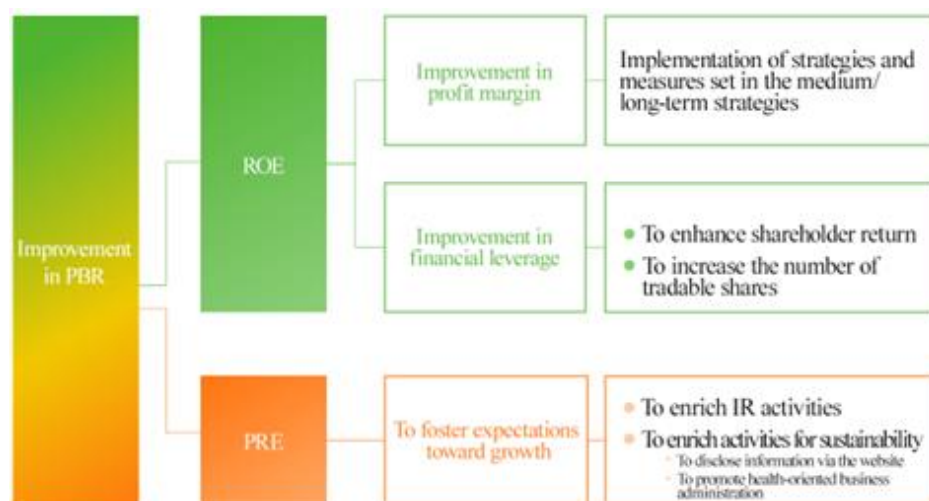 Improvement
in PBR
ROE
Improvement in
profit margin
Implementation of strategies and
measures set in the medium/
long-term strategies
Improvement in
financial leverage
To enhance shareholder return
To increase the number of
tradable shares
PRE
To foster expectations
toward growth
To enrich IR activities
To enrich activities for sustainability
To disclose information via the website
To promote health-oriented business
administration